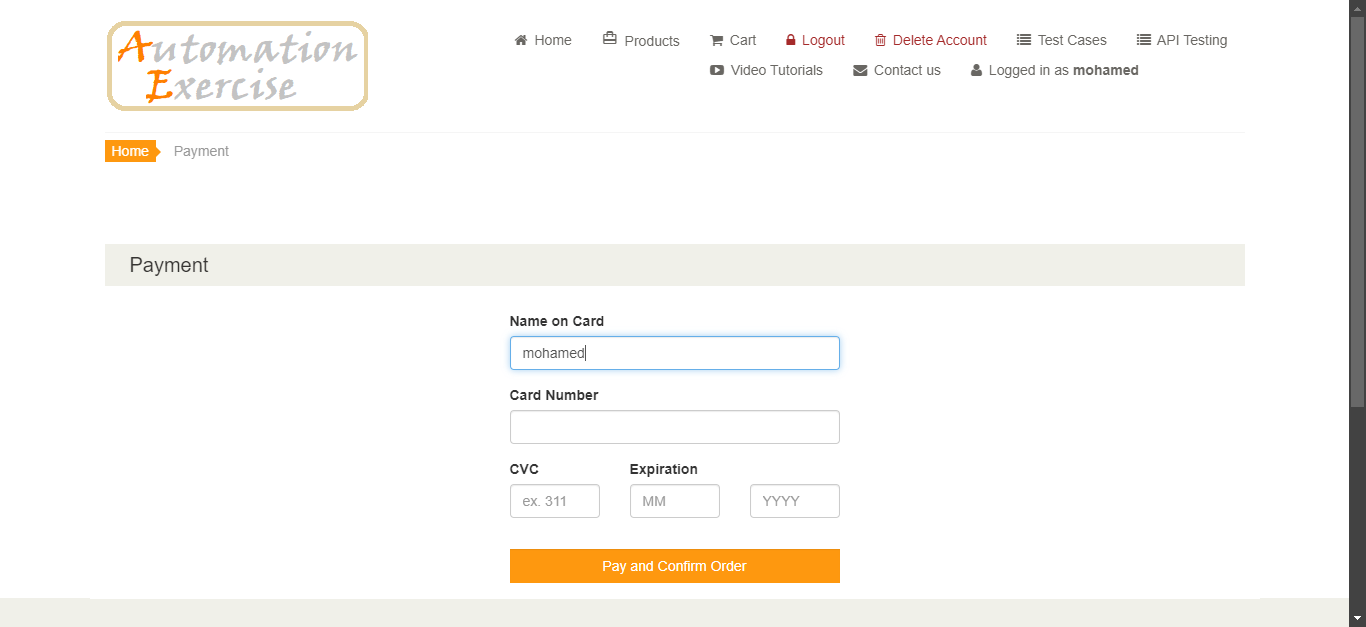 Automation
Exercise
Home Products Cart Logout Delete Account Test Cases API Testing
Video Tutorials Contact us Logged in as mohamed
Home Payment
Payment
Name on Card
mohamed
Card Number
CVC Expiration
ex. 311 MM YYYY
Pay and Confirm Order